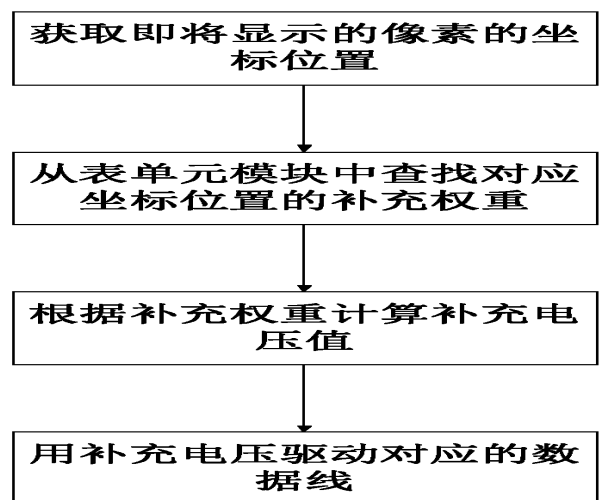 获取即将显示的像素的坐
标位置
从表单元模块中查找对应
坐标位置的补充权重
根据补充权重计算补充电
压值
用补充电压驱动对应的数
据线